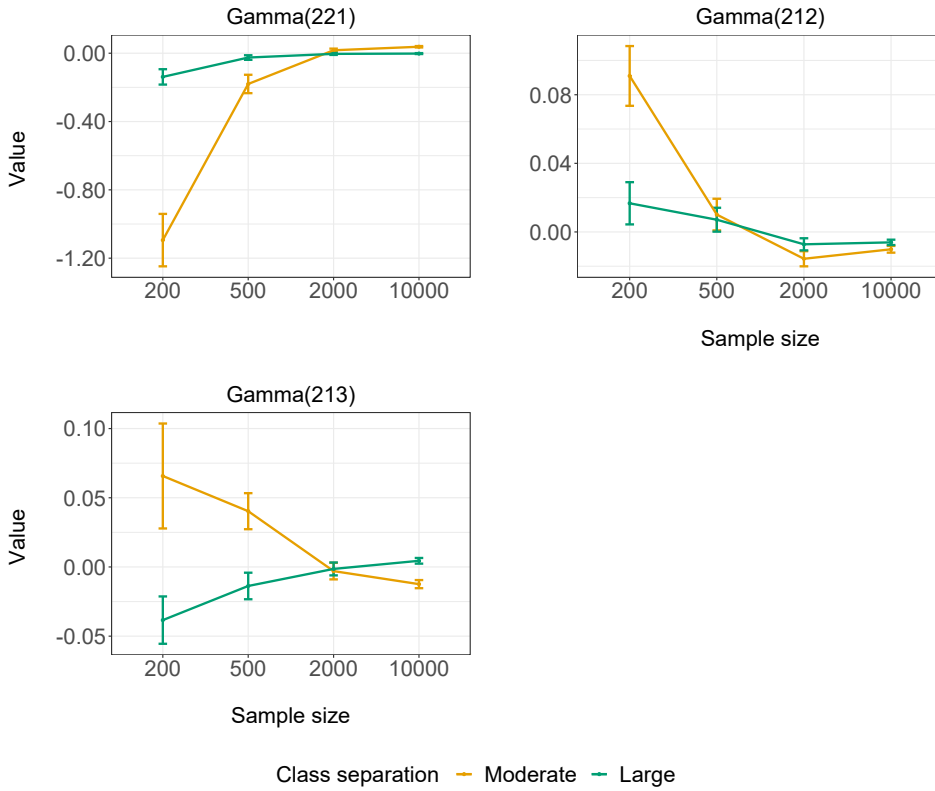 Gamma(221)
Value
0.00
-0.40
-0.80
-1.20
200 500 2000 10000
Gamma(212)
0.08
0.04
0.00
200 500 2000 10000
Sample size
Gamma(213)
Value
0.10
0.05
0.00
-0.05
200 500 2000 10000
Sample size
Class separation Moderate Large